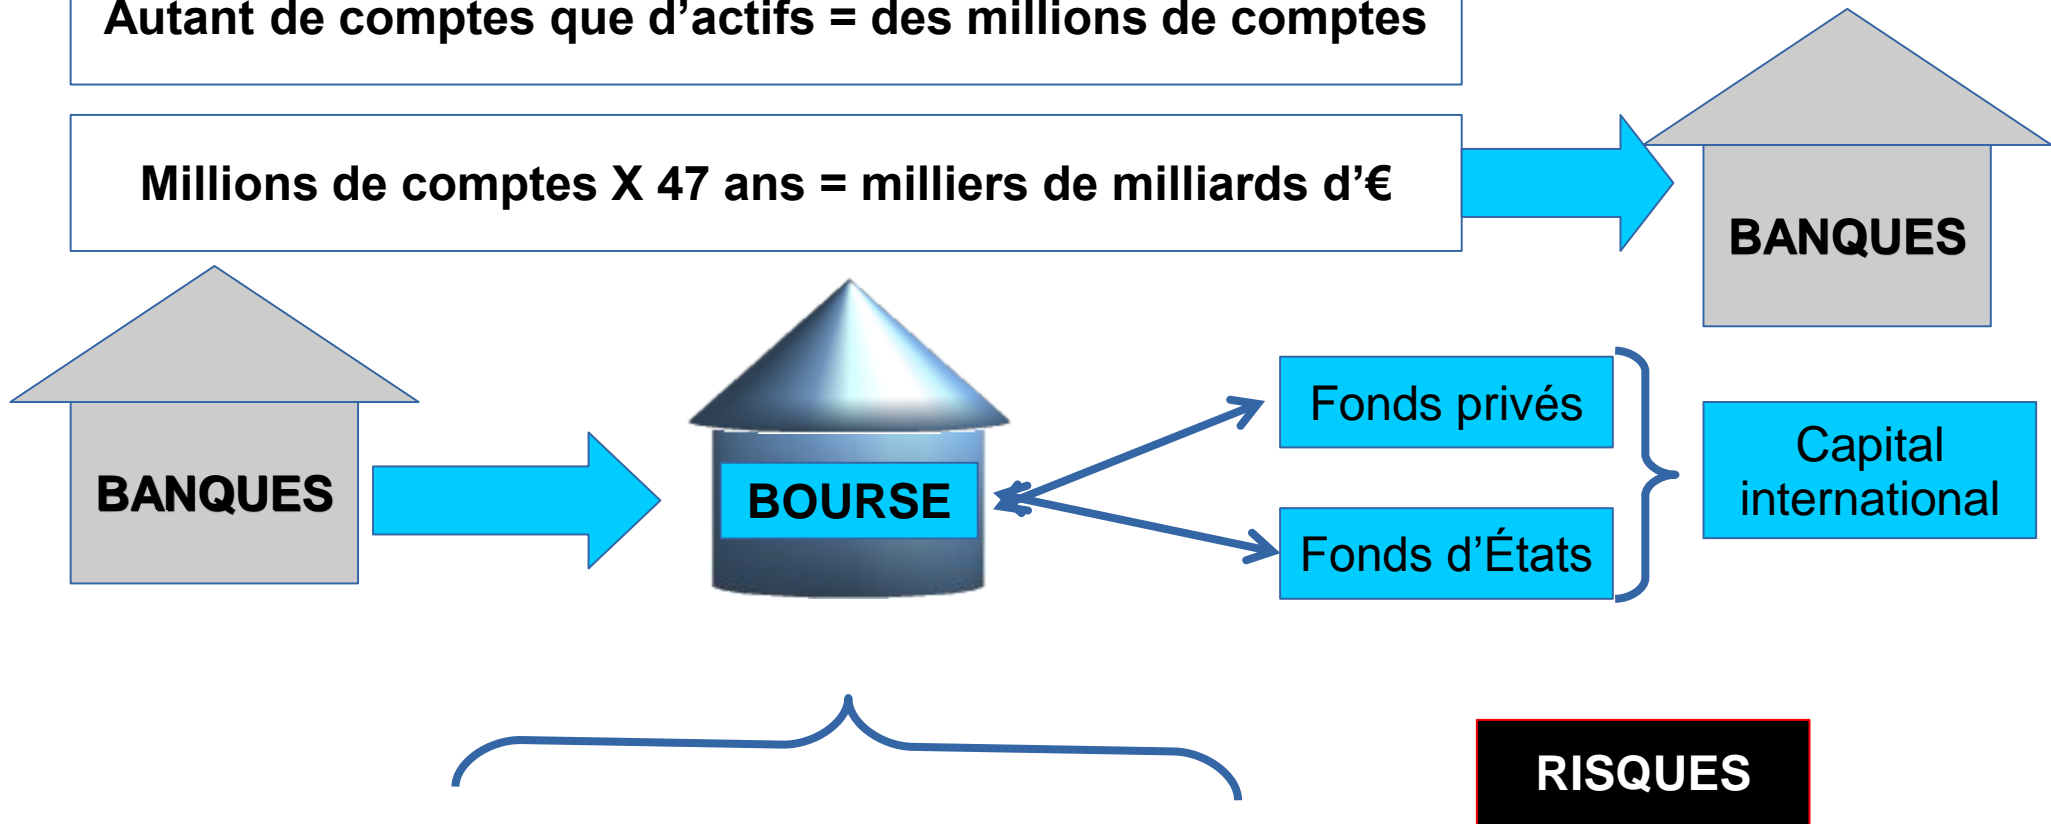 Autant de comptes que d’actifs = des millions de comptes
Millions de comptes X 47 ans = milliers de milliards d’€
BANQUES
BANQUES
BOURSE
Fonds privés
Fonds d’États
Capital
international
RISQUES